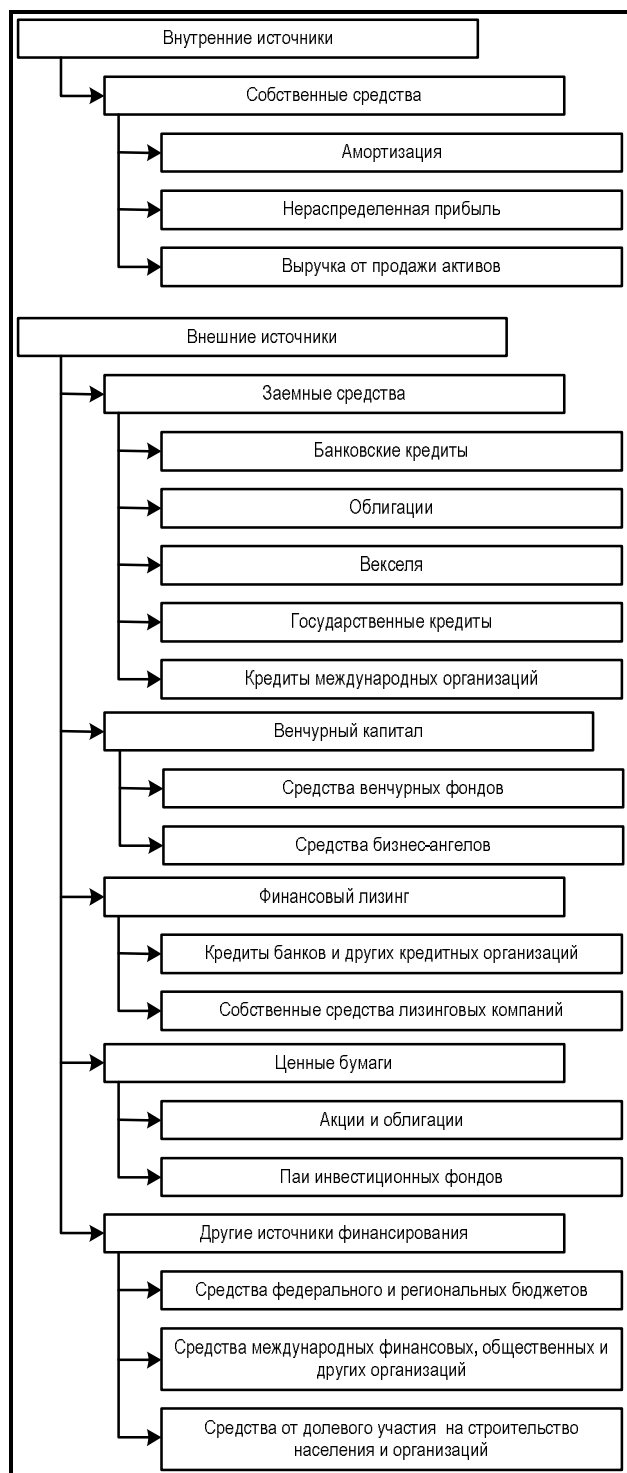 Внутренние источники
Собственные средства
Амортизация
Нераспределенная прибыль
Выручка от продажи активов
Внешние источники
Заемные средства
Банковские кредиты
Облигации
Векселя
Государственные кредиты
Кредиты международных организаций
Венчурный капитал
Средства венчурных фондов
Средства бизнес-ангелов
Финансовый лизинг
Кредиты банков и других кредитных организаций
Собственные средства лизинговых компаний
Ценные бумаги
Акции и облигации
Паи инвестиционных фондов
Другие источники финансирования
Средства федерального и региональных бюджетов
Средства международных финансовых, общественных и
других организаций
Средства от долевого участия на строительство
населения и организаций